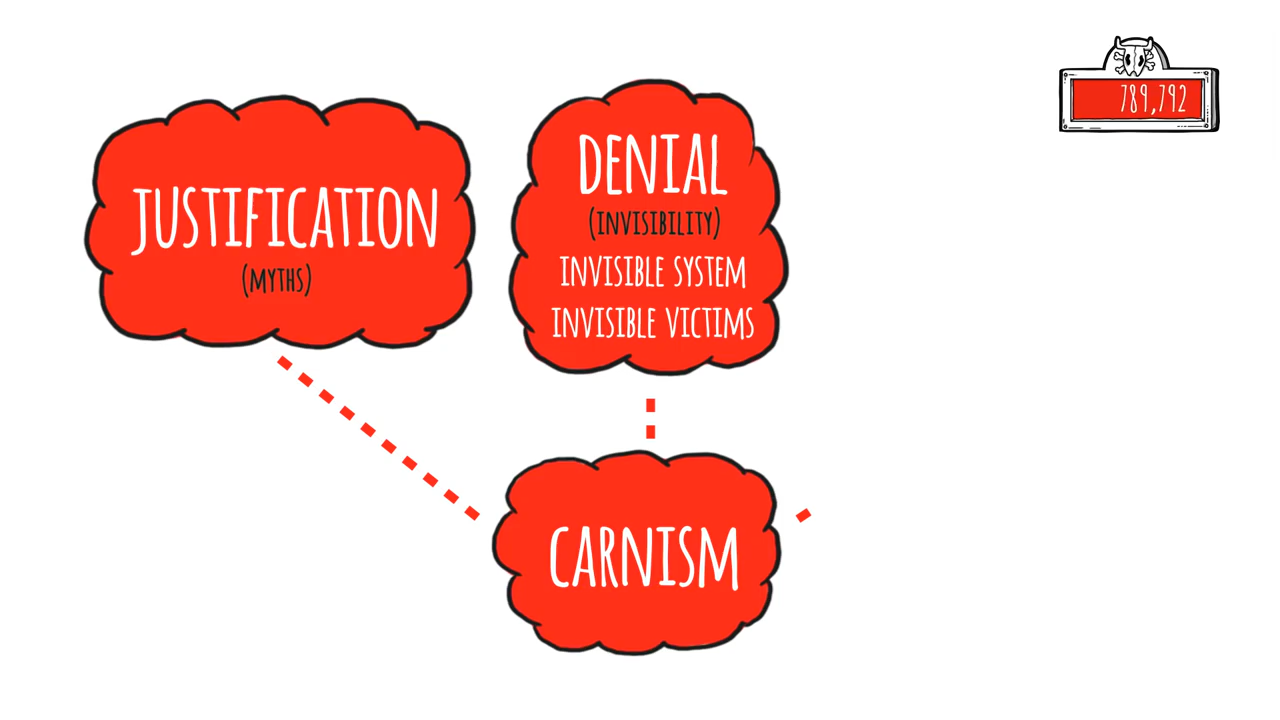 JUSTIFICATION
(MYTHS)
DENIAL
(INVISIBILITY)
INVISIBLE SYSTEM
INVISIBLE VICTIMS
CARNISM
789,792